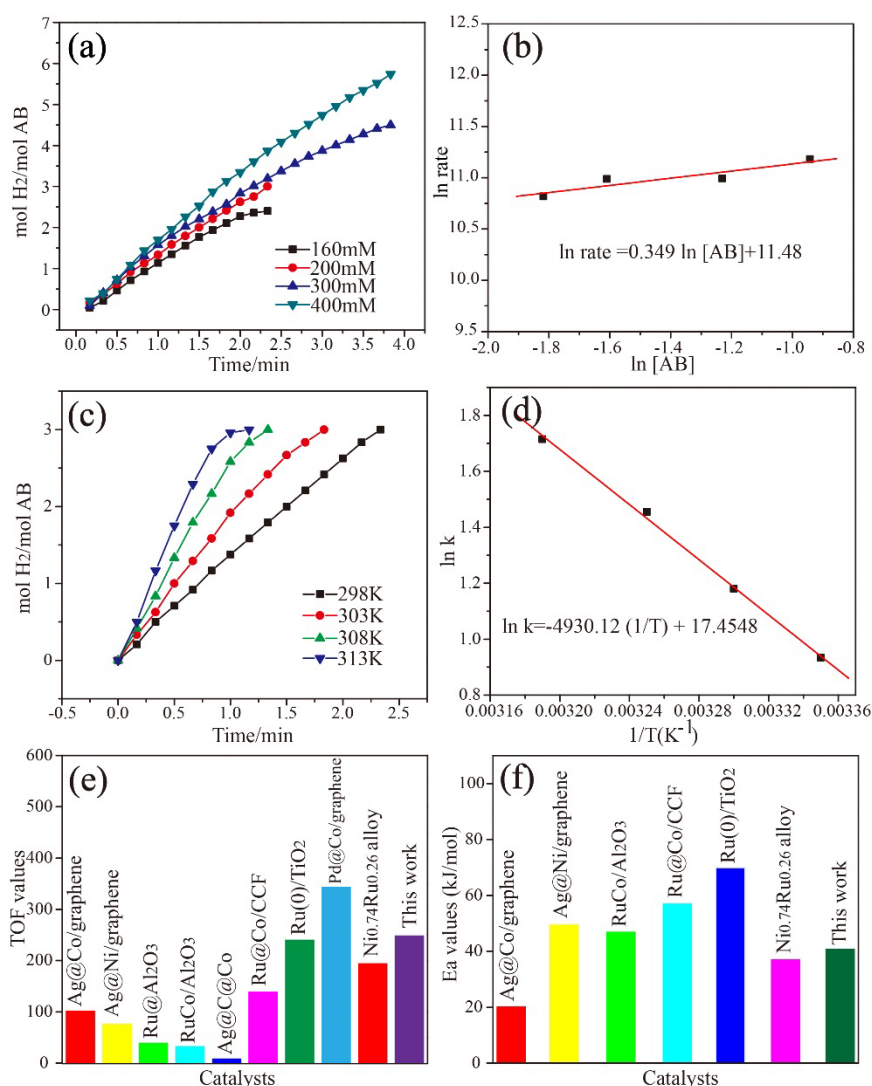 (a)
mol H2/mol AB
7
6
5
4
3
2
1
0
160mM
200mM
300mM
400mM
0.0 0.5 1.0 1.5 2.0 2.5 3.0 3.5 4.0
Time/min
(b)
ln rate
12.5
12.0
11.5
11.0
10.5
10.0
9.5
ln rate =0.349 ln [AB]+11.48
-2.0 -1.8 -1.6 -1.4 -1.2 -1.0 -0.8
ln [AB]
(c)
mol H2/mol AB
3
2
1
0
298K
303K
308K
313K
-0.5 0.0 0.5 1.0 1.5 2.0 2.5
Time/min
(d)
ln k
1.8
1.6
1.4
1.2
1.0
0.8
ln k=-4930.12 (1/T) + 17.4548
0.00316 0.00320 0.00324 0.00328 0.00332 0.00336
1/T(K-1)
(e)
TOF values
600
500
400
300
200
100
0
Ag@Co/graphene
Ag@Ni/graphene
Ru@Al2O3
RuCo/Al2O3
Ag@C@Co
Ru@Co/CCF
Ru(0)/TiO2
Pd@Co/graphene
Ni0.74Ru0.26 alloy
This work
Catalysts
(f)
Ea values (kJ/mol)
100
80
60
40
20
0
Ag@Co/graphene
Ag@Ni/graphene
RuCo/Al2O3
Ru@Co/CCF
Ru(0)/TiO2
Ni0.74Ru0.26 alloy
This work
Catalysts